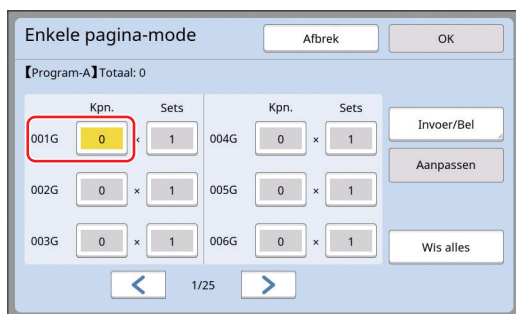 Enkele pagina-mode Afbrek OK
【Program-A】Totaal: 0
Kpn. Sets Kpn. Sets
001G 0 × 1 004G 0 × 1 Invoer/Bel
Aanpassen
002G 0 × 1 005G 0 × 1
003G 0 × 1 006G 0 × 1 Wis alles
1/25